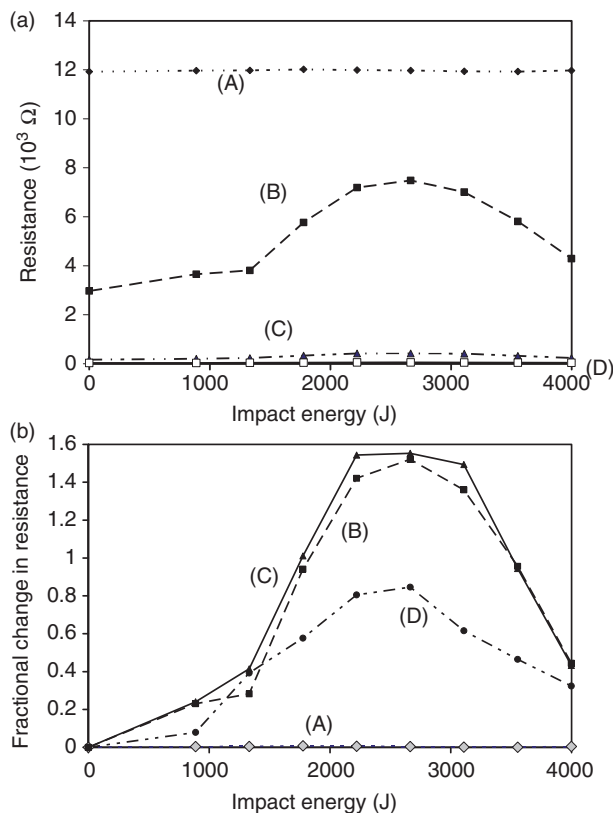 (a)
14
12
10
8
6
4
2
0
Resistance (10³ Ω)
(A)
(B)
(C)
(D)
0 1000 2000 3000 4000
Impact energy (J)
(b)
1.6
1.4
1.2
1
0.8
0.6
0.4
0.2
0
Fractional change in resistance
(B)
(C)
(D)
(A)
0 1000 2000 3000 4000
Impact energy (J)